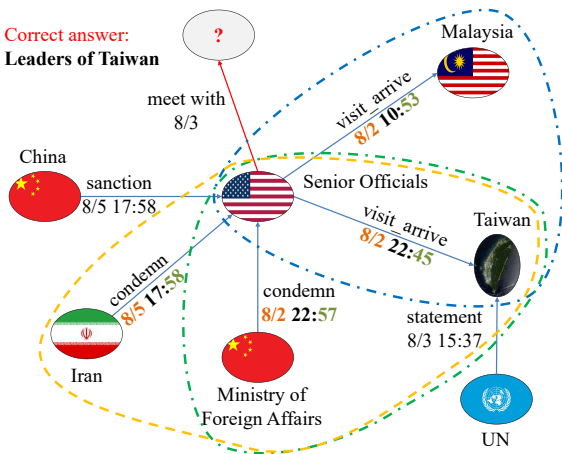 Correct answer:
Leaders of Taiwan
?
Malaysia
meet with
8/3
visit_arrive
8/2 10:53
China
sanction
8/5 17:58
Senior Officials
visit_arrive
8/2 22:45
Taiwan
condemn
8/5 17:58
condemn
8/2 22:57
statement
8/3 15:37
Iran
Ministry of
Foreign Affairs
UN